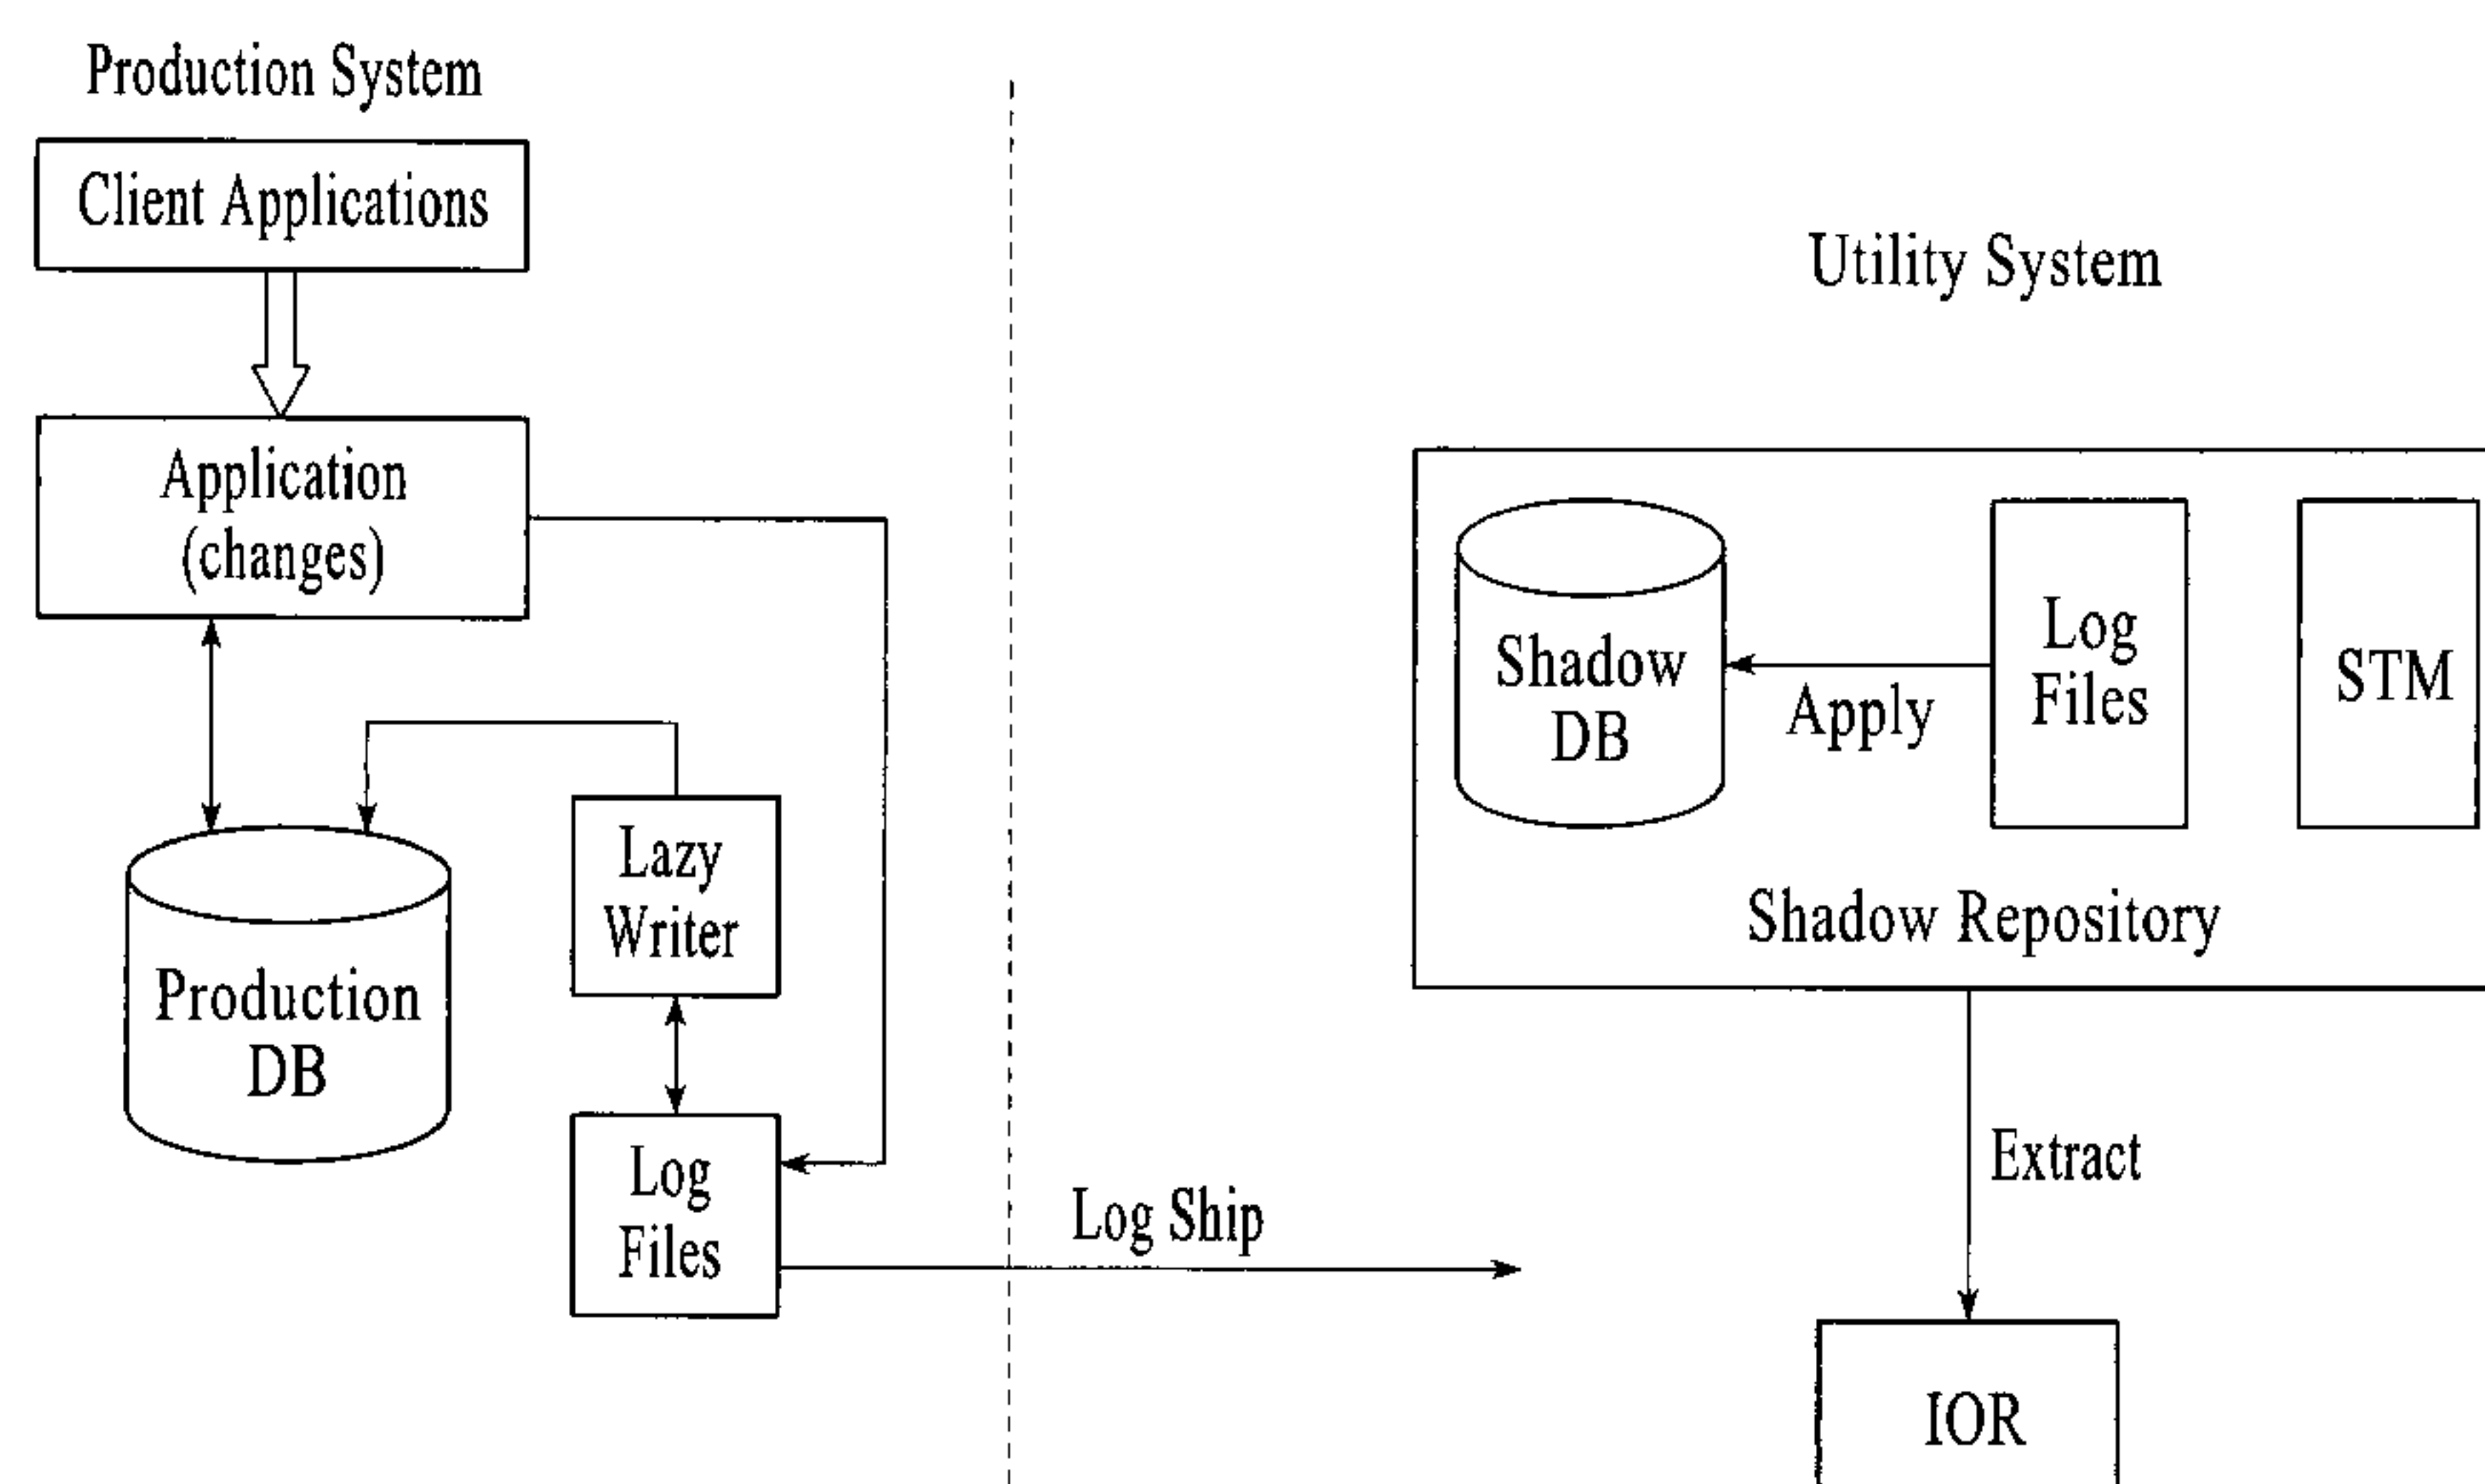 Production System
Client Applications
Application
(changes)
Lazy
Writer
Production
DB
Log
Files
Log Ship
Utility System
Shadow
DB
Apply
Log
Files
STM
Shadow Repository
Extract
IOR